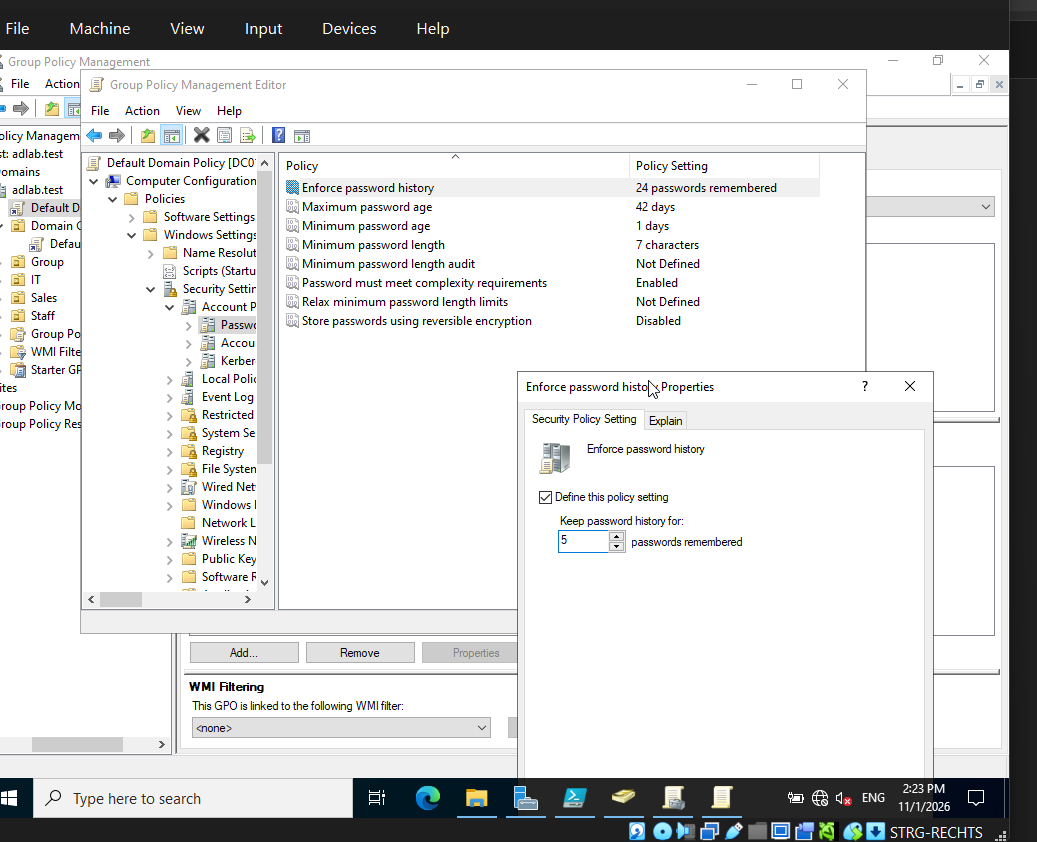 File Machine View Input Devices Help
Group Policy Management
File Action
Group Policy Management Editor
File Action View Help
olicy Managem
st: adlab.test
omains
adlab.test
Default D
Domain C
Defau
Group
IT
Sales
Staff
Group Po
WMI Filte
Starter GP
ites
roup Policy Mo
roup Policy Res
Default Domain Policy [DC01
Computer Configuration
Policies
Software Settings
Windows Settings
Name Resolut
Scripts (Startu
Security Settin
Account P
Passwo
Accou
Kerber
Local Polic
Event Log
Restricted
System Se
Registry
File System
Wired Net
Windows
Network L
Wireless N
Public Key
Software R
Policy Policy Setting
Enforce password history 24 passwords remembered
Maximum password age 42 days
Minimum password age 1 days
Minimum password length 7 characters
Minimum password length audit Not Defined
Password must meet complexity requirements Enabled
Relax minimum password length limits Not Defined
Store passwords using reversible encryption Disabled
Enforce password history Properties ?
Security Policy Setting Explain
Enforce password history
Define this policy setting
Keep password history for:
5 passwords remembered
Add... Remove Properties
WMI Filtering
This GPO is linked to the following WMI filter:
<none>
Type here to search
ENG
2:23 PM
11/1/2026
STRG-RECHTS